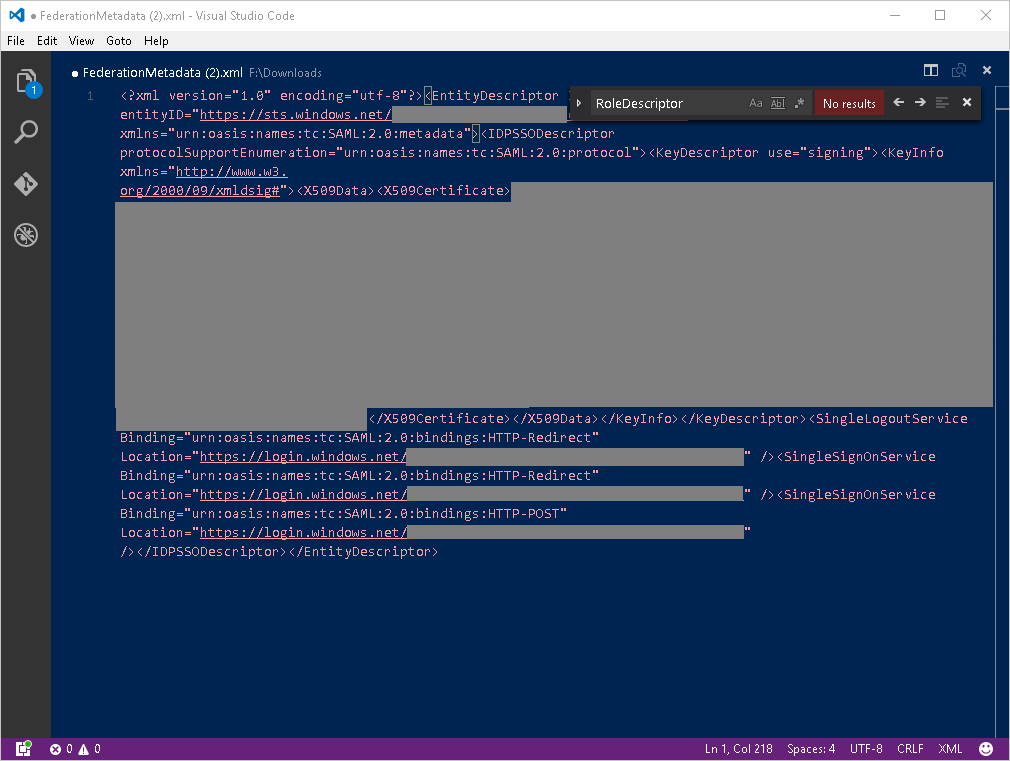 ● FederationMetadata (2).xml - Visual Studio Code
File Edit View Goto Help
● FederationMetadata (2).xml F:\Downloads
1
1 <?xml version="1.0" encoding="utf-8"?><EntityDescriptor
RoleDescriptor Aa Abl .* No results
entityID="https://sts.windows.net/
xmlns="urn:oasis:names:tc:SAML:2.0:metadata"><IDPSSODescriptor
protocolSupportEnumeration="urn:oasis:names:tc:SAML:2.0:protocol"><KeyDescriptor use="signing"><KeyInfo
xmlns="http://www.w3.
org/2000/09/xmldsig#"><X509Data><X509Certificate>
</X509Certificate></X509Data></KeyInfo></KeyDescriptor><SingleLogoutService
Binding="urn:oasis:names:tc:SAML:2.0:bindings:HTTP-Redirect"
Location="https://login.windows.net/ " /><SingleSignOnService
Binding="urn:oasis:names:tc:SAML:2.0:bindings:HTTP-Redirect"
Location="https://login.windows.net/ " /><SingleSignOnService
Binding="urn:oasis:names:tc:SAML:2.0:bindings:HTTP-POST"
Location="https://login.windows.net/ "
/></IDPSSODescriptor></EntityDescriptor>
0 0 Ln 1, Col 218 Spaces: 4 UTF-8 CRLF XML